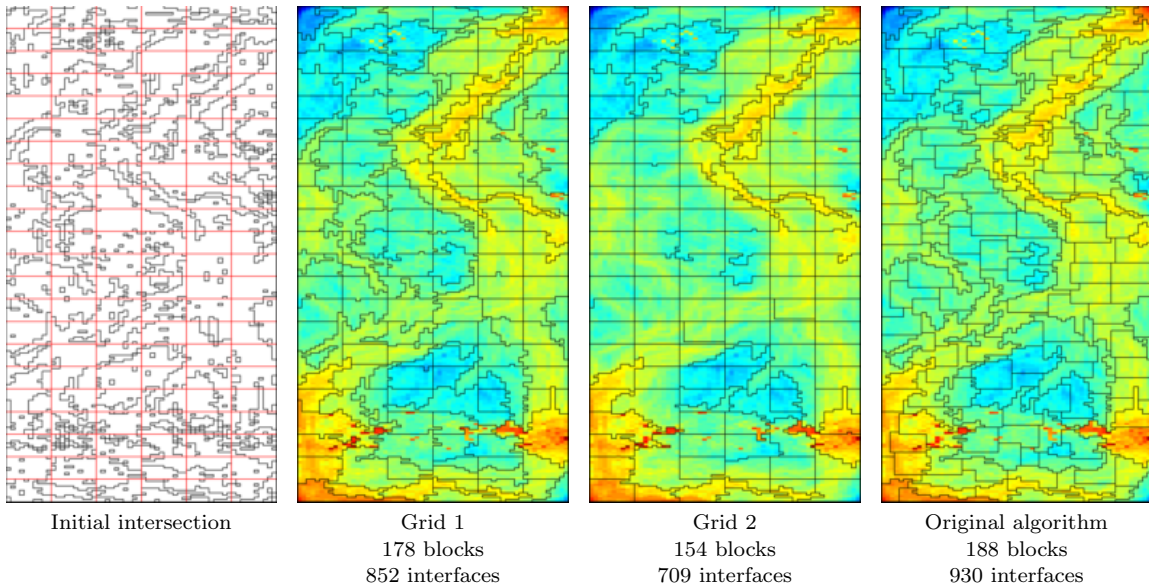 Initial intersection
Grid 1
178 blocks
852 interfaces
Grid 2
154 blocks
709 interfaces
Original algorithm
188 blocks
930 interfaces